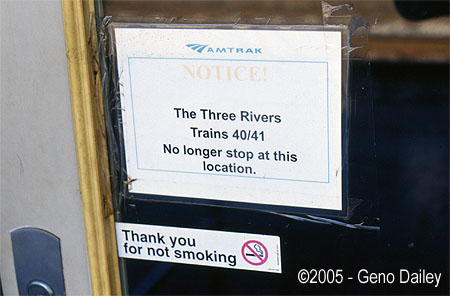 AMTRAK
NOTICE!
The Three Rivers
Trains 40/41
No longer stop at this
location.
Thank you
for not smoking
©2005 - Geno Dailey